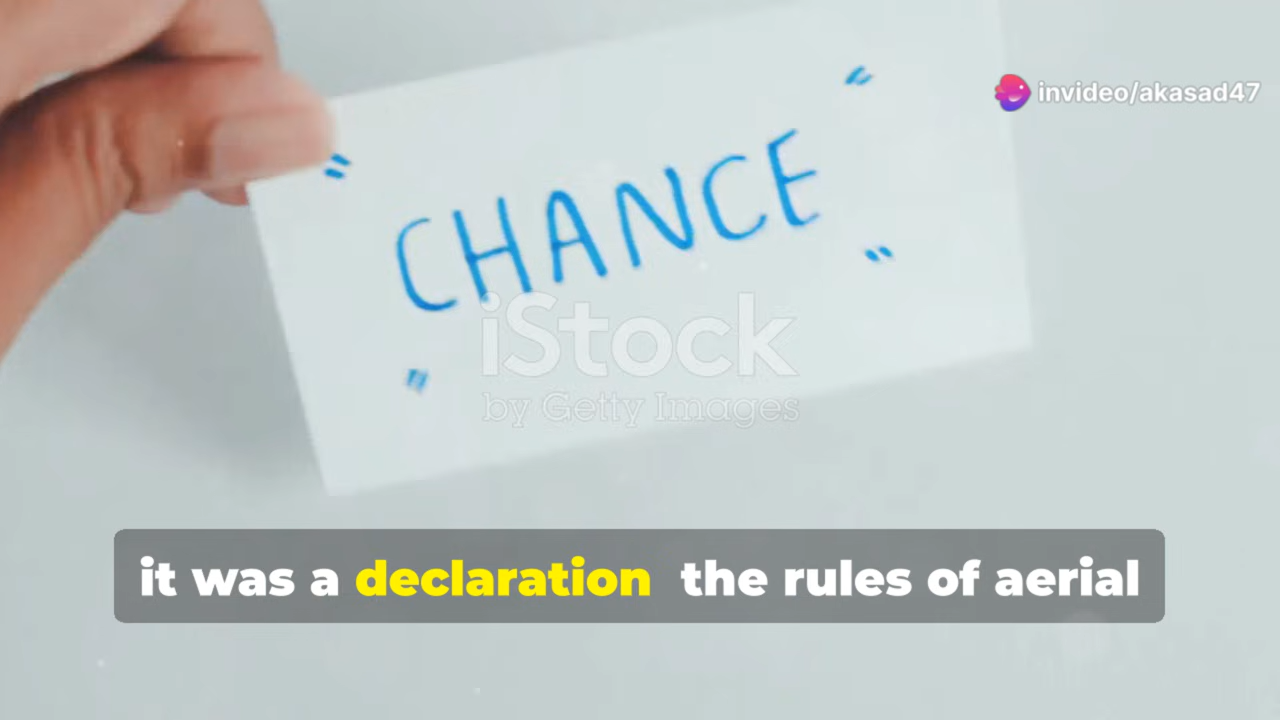 invideo/akasad47
" CHANCE "
" "
iStock
by Getty Images
it was a declaration the rules of aerial